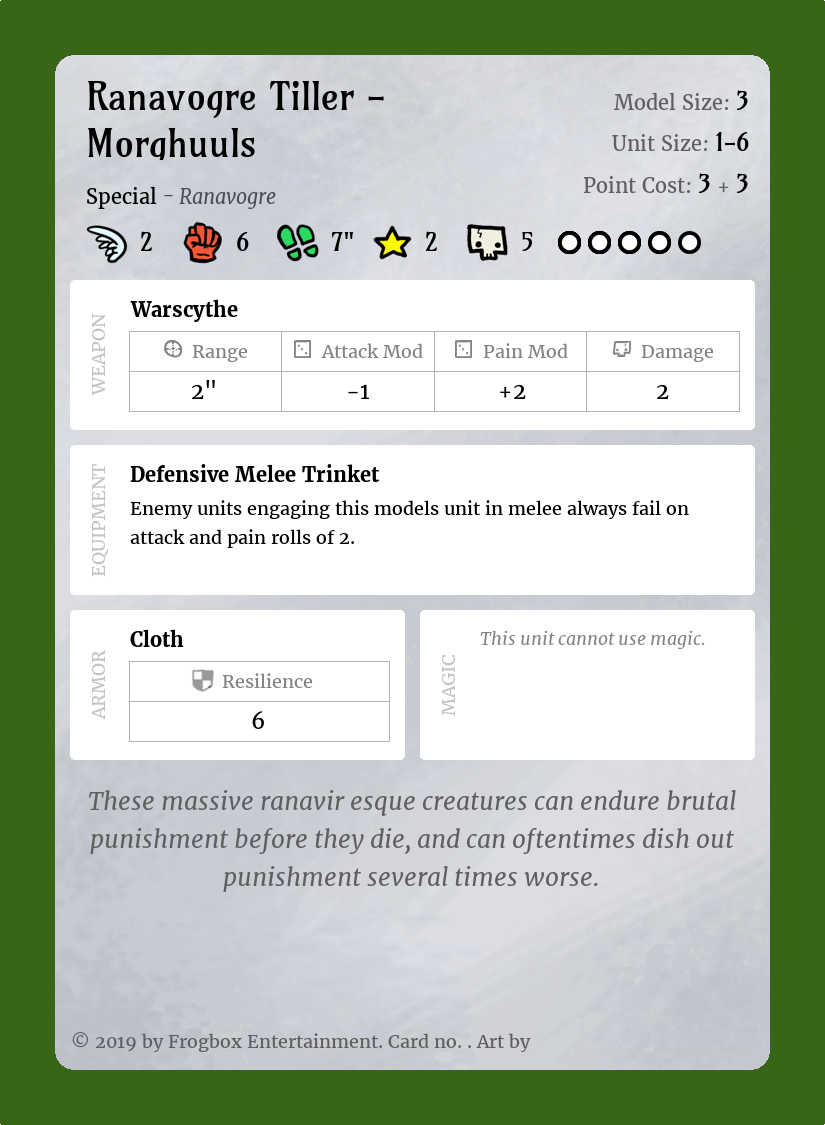 Ranavogre Tiller –
Morghuuls
Model Size: 3
Unit Size: 1–6
Point Cost: 3 + 3
Special – Ranavogre
2 6 7" 2 5
WEAPON
Warscythe
Range Attack Mod Pain Mod Damage
2" -1 +2 2
EQUIPMENT
Defensive Melee Trinket
Enemy units engaging this models unit in melee always fail on
attack and pain rolls of 2.
ARMOR
Cloth
Resilience
6
MAGIC
This unit cannot use magic.
These massive ranavir esque creatures can endure brutal
punishment before they die, and can oftentimes dish out
punishment several times worse.
© 2019 by Frogbox Entertainment. Card no. . Art by